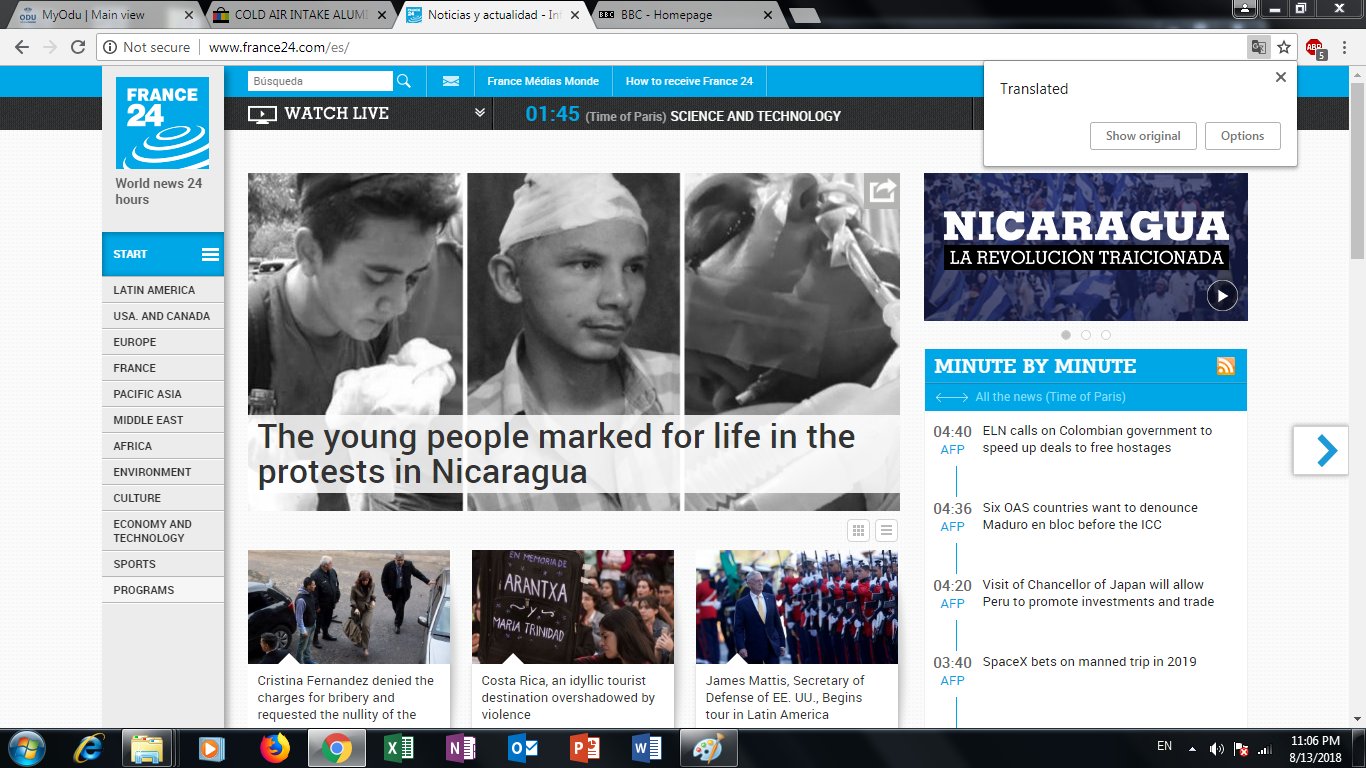 MyOdu | Main view
COLD AIR INTAKE ALUMI
Noticias y actualidad - Inf
BBC - Homepage
Not secure
www.france24.com/es/
5
Translated
Show original
Options
FRANCE
24
World news 24
hours
START
LATIN AMERICA
USA. AND CANADA
EUROPE
FRANCE
PACIFIC ASIA
MIDDLE EAST
AFRICA
ENVIRONMENT
CULTURE
ECONOMY AND
TECHNOLOGY
SPORTS
PROGRAMS
Búsqueda
France Médias Monde
How to receive France 24
WATCH LIVE
01:45 (Time of Paris) SCIENCE AND TECHNOLOGY
The young people marked for life in the
protests in Nicaragua
EN MEMORIA DE
ARANTXA
y
MARIA TRINIDAD
Cristina Fernandez denied the
charges for bribery and
requested the nullity of the
Costa Rica, an idyllic tourist
destination overshadowed by
violence
James Mattis, Secretary of
Defense of EE. UU., Begins
tour in Latin America
NICARAGUA
LA REVOLUCIÓN TRAICIONADA
MINUTE BY MINUTE
All the news (Time of Paris)
04:40
AFP
ELN calls on Colombian government to
speed up deals to free hostages
04:36
AFP
Six OAS countries want to denounce
Maduro en bloc before the ICC
04:20
AFP
Visit of Chancellor of Japan will allow
Peru to promote investments and trade
03:40
AFP
SpaceX bets on manned trip in 2019
EN
11:06 PM
8/13/2018